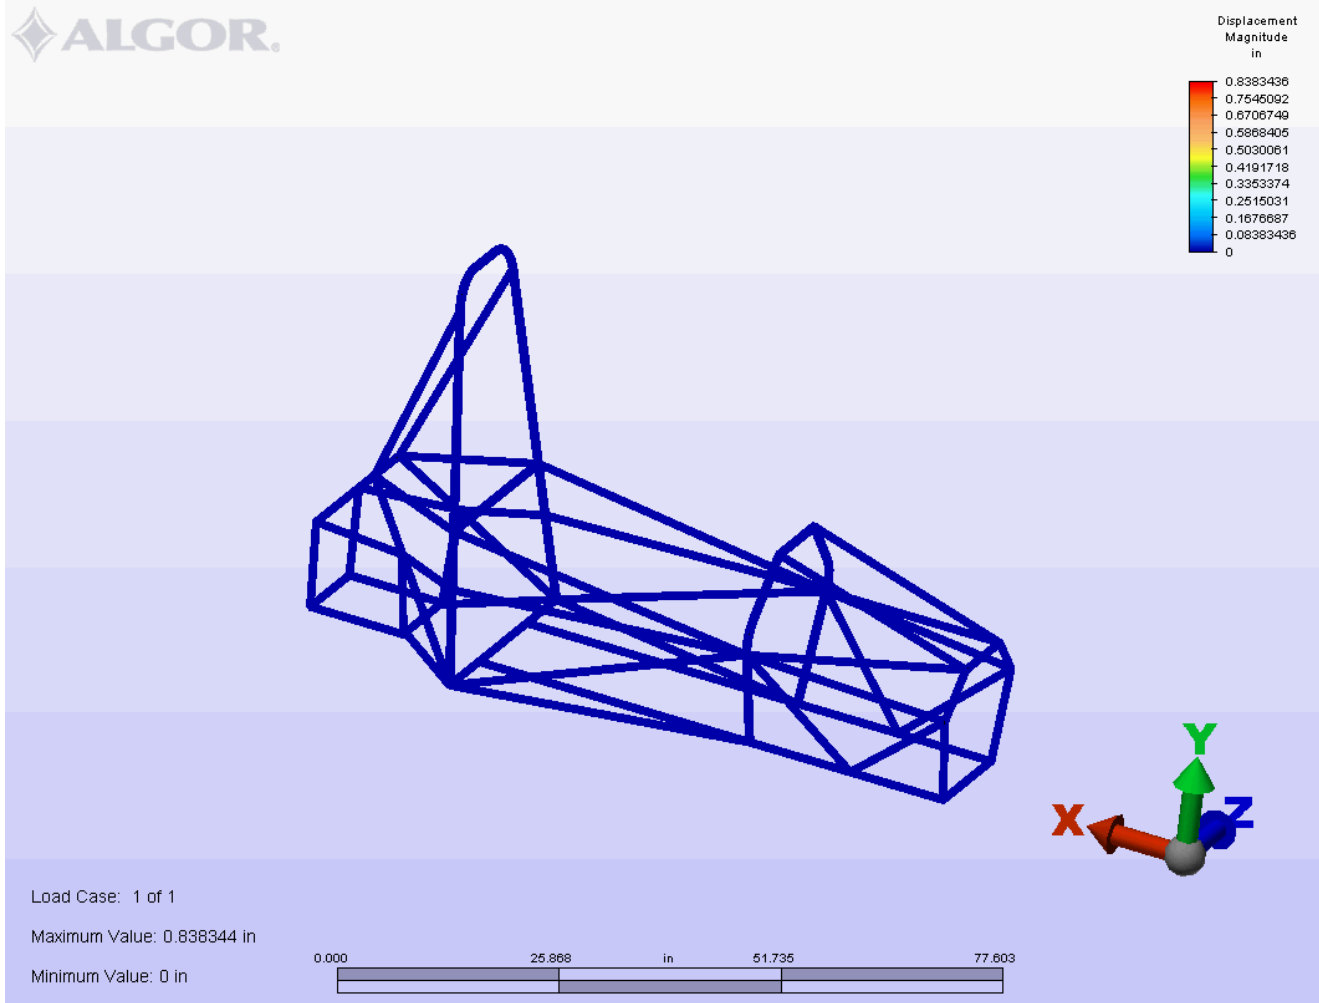 ALGOR®
Displacement
Magnitude
in
0.8383436
0.7545092
0.6706749
0.5868405
0.5030061
0.4191718
0.3353374
0.2515031
0.1676687
0.08383436
0
Y
X
Z
Load Case: 1 of 1
Maximum Value: 0.838344 in
Minimum Value: 0 in
0.000 25.868 in 51.735 77.603